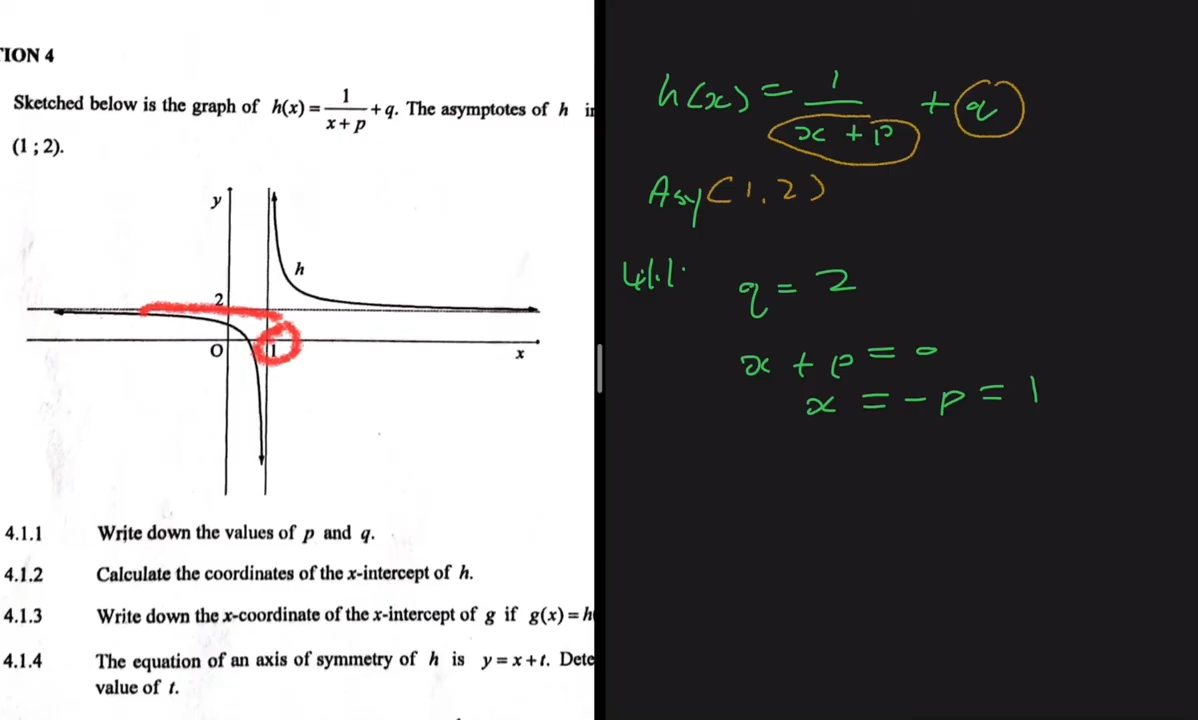 TION 4
Sketched below is the graph of h(x) = 1/(x + p) + q. The asymptotes of h in
(1 ; 2).
y
h
2
O
1
x
4.1.1 Write down the values of p and q.
4.1.2 Calculate the coordinates of the x-intercept of h.
4.1.3 Write down the x-coordinate of the x-intercept of g if g(x) = h
4.1.4 The equation of an axis of symmetry of h is y = x + t. Dete
value of t.
h(x) = 1/(x + p) + q
Asy (1, 2)
4.1.1. q = 2
x + p = 0
x = -p = 1